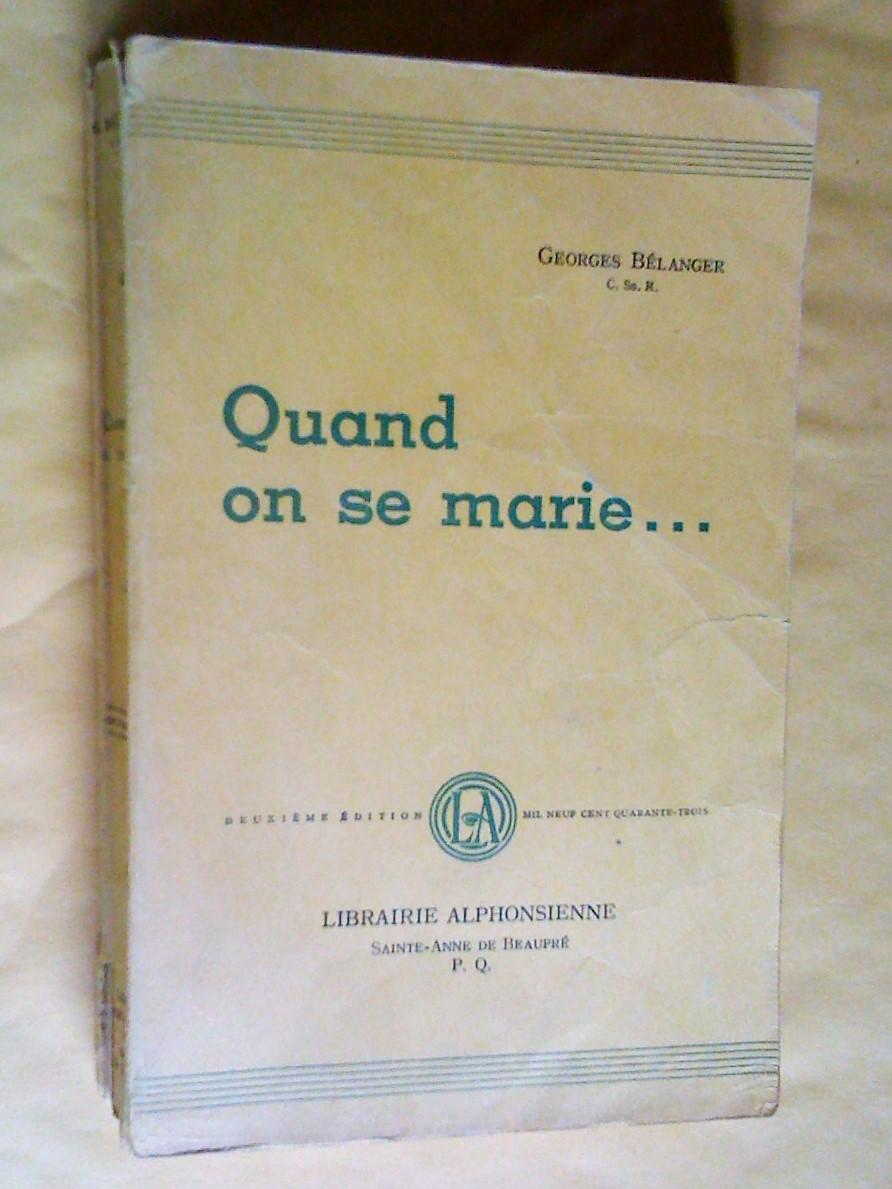 GEORGES BÉLANGER
C. Ss. R.
Quand
on se marie...
DEUXIÈME ÉDITION LA MIL NEUF CENT QUARANTE-TROIS
LIBRAIRIE ALPHONSIENNE
SAINTE-ANNE DE BEAUPRÉ
P. Q.